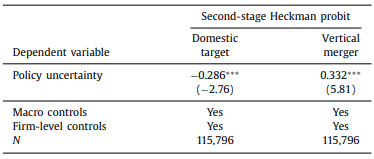 Second-stage Heckman probit
Domestic Vertical
Dependent variable target merger
Policy uncertainty −0.286*** 0.332***
(−2.76) (5.81)
Macro controls Yes Yes
Firm-level controls Yes Yes
N 115,796 115,796